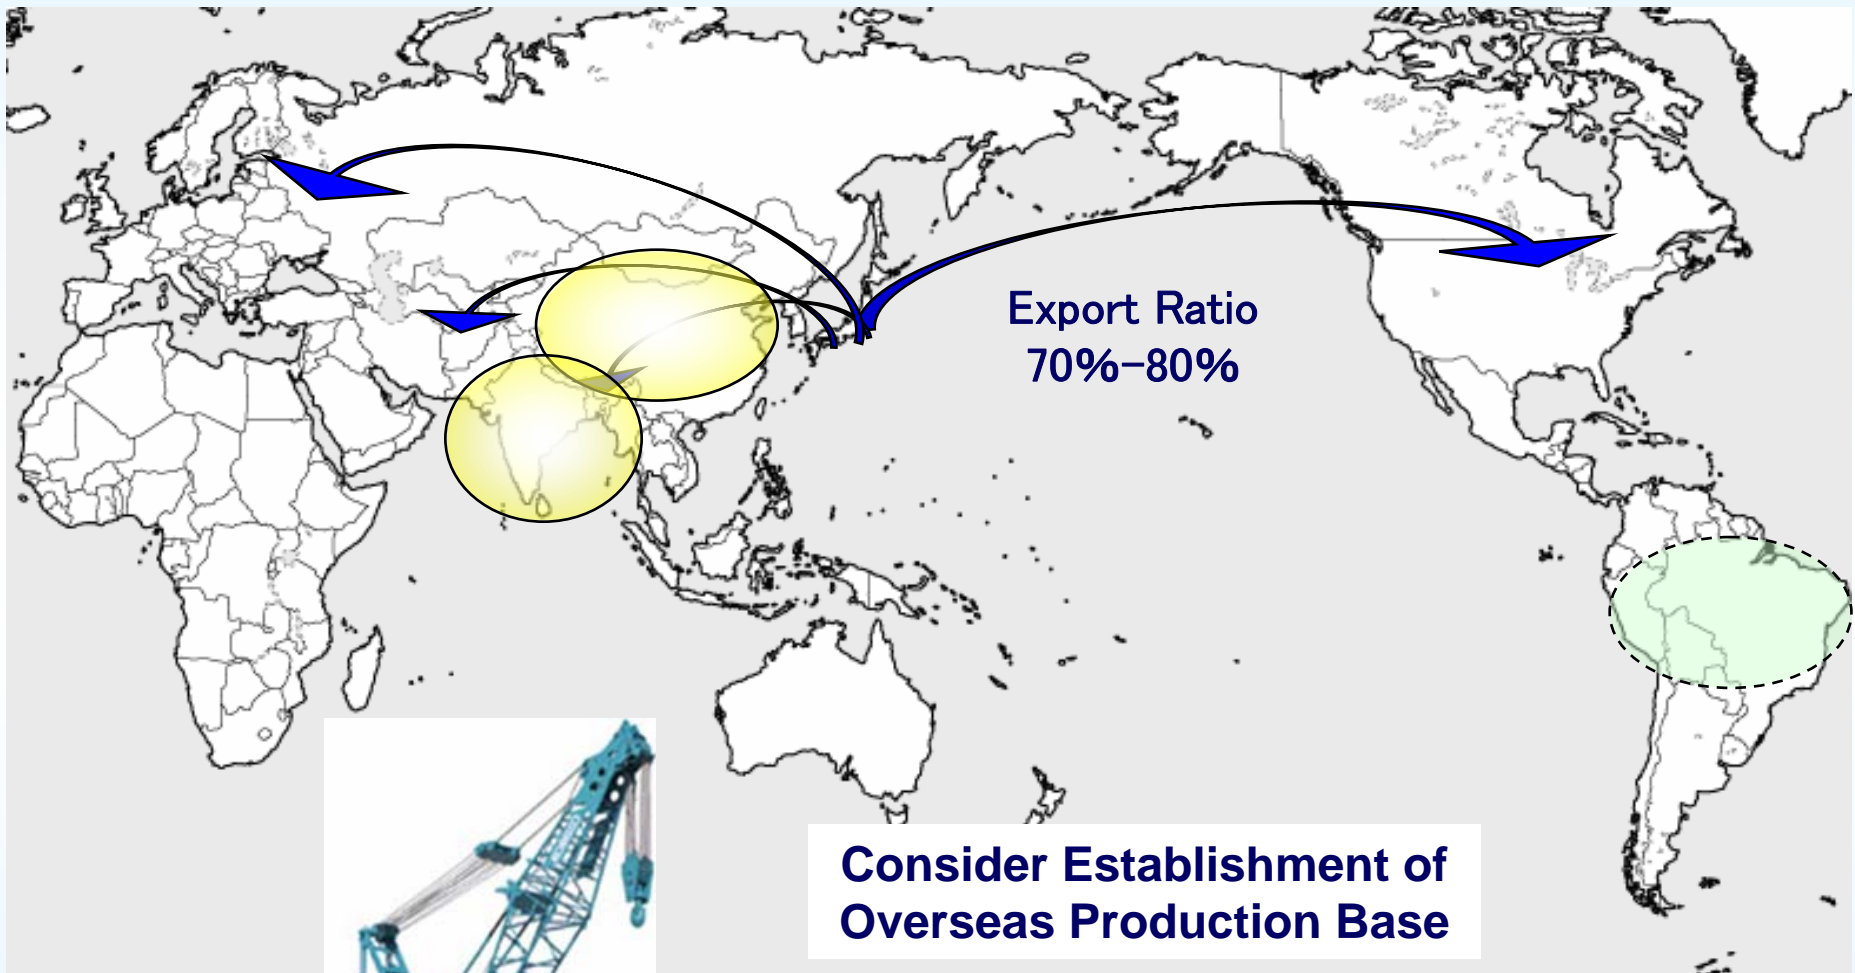 Export Ratio
70%-80%
Consider Establishment of
Overseas Production Base